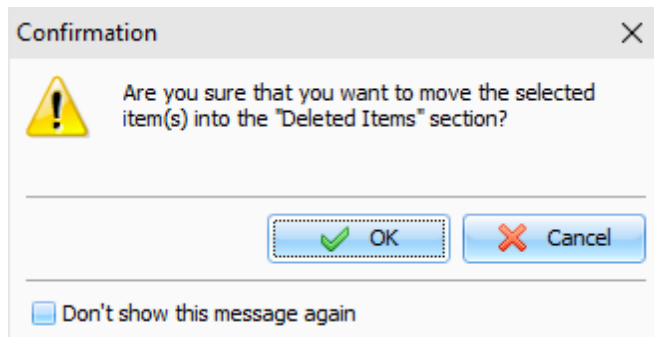 Confirmation
Are you sure that you want to move the selected
item(s) into the "Deleted Items" section?
OK
Cancel
Don't show this message again